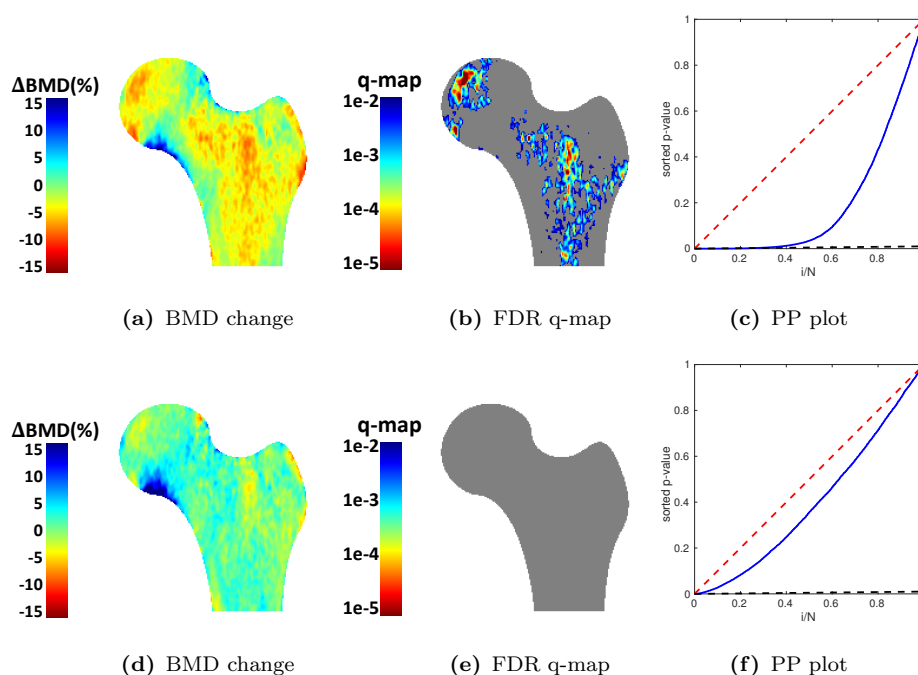 ΔBMD(%)
15
10
5
0
-5
-10
-15
q-map
1e-2
1e-3
1e-4
1e-5
1
0.8
0.6
0.4
0.2
0
sorted p-value
0 0.2 0.4 0.6 0.8
i/N
(a) BMD change
(b) FDR q-map
(c) PP plot
ΔBMD(%)
15
10
5
0
-5
-10
-15
q-map
1e-2
1e-3
1e-4
1e-5
1
0.8
0.6
0.4
0.2
0
sorted p-value
0 0.2 0.4 0.6 0.8
i/N
(d) BMD change
(e) FDR q-map
(f) PP plot